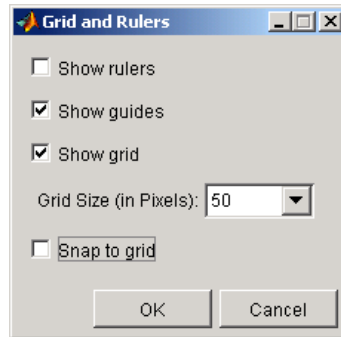 Grid and Rulers
Show rulers
Show guides
Show grid
Grid Size (in Pixels): 50
Snap to grid
OK Cancel